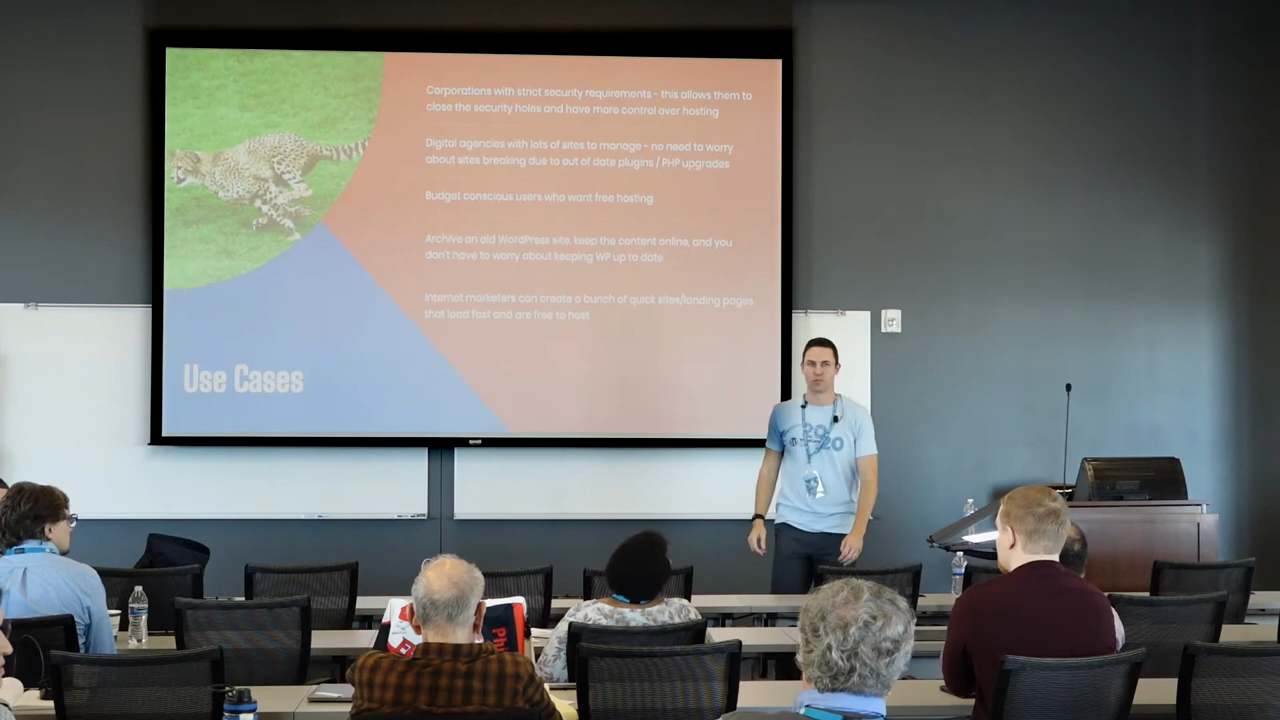 Corporations with strict security requirements - this allows them to
close the security holes and have more control over hosting
Digital agencies with lots of sites to manage - no need to worry
about sites breaking due to out of date plugins / PHP upgrades
Budget conscious users who want free hosting
Archive an old WordPress site, keep the content online, and you
don't have to worry about keeping WP up to date
Internet marketers can create a bunch of quick sites/landing pages
that load fast and are free to host
Use Cases
20
20